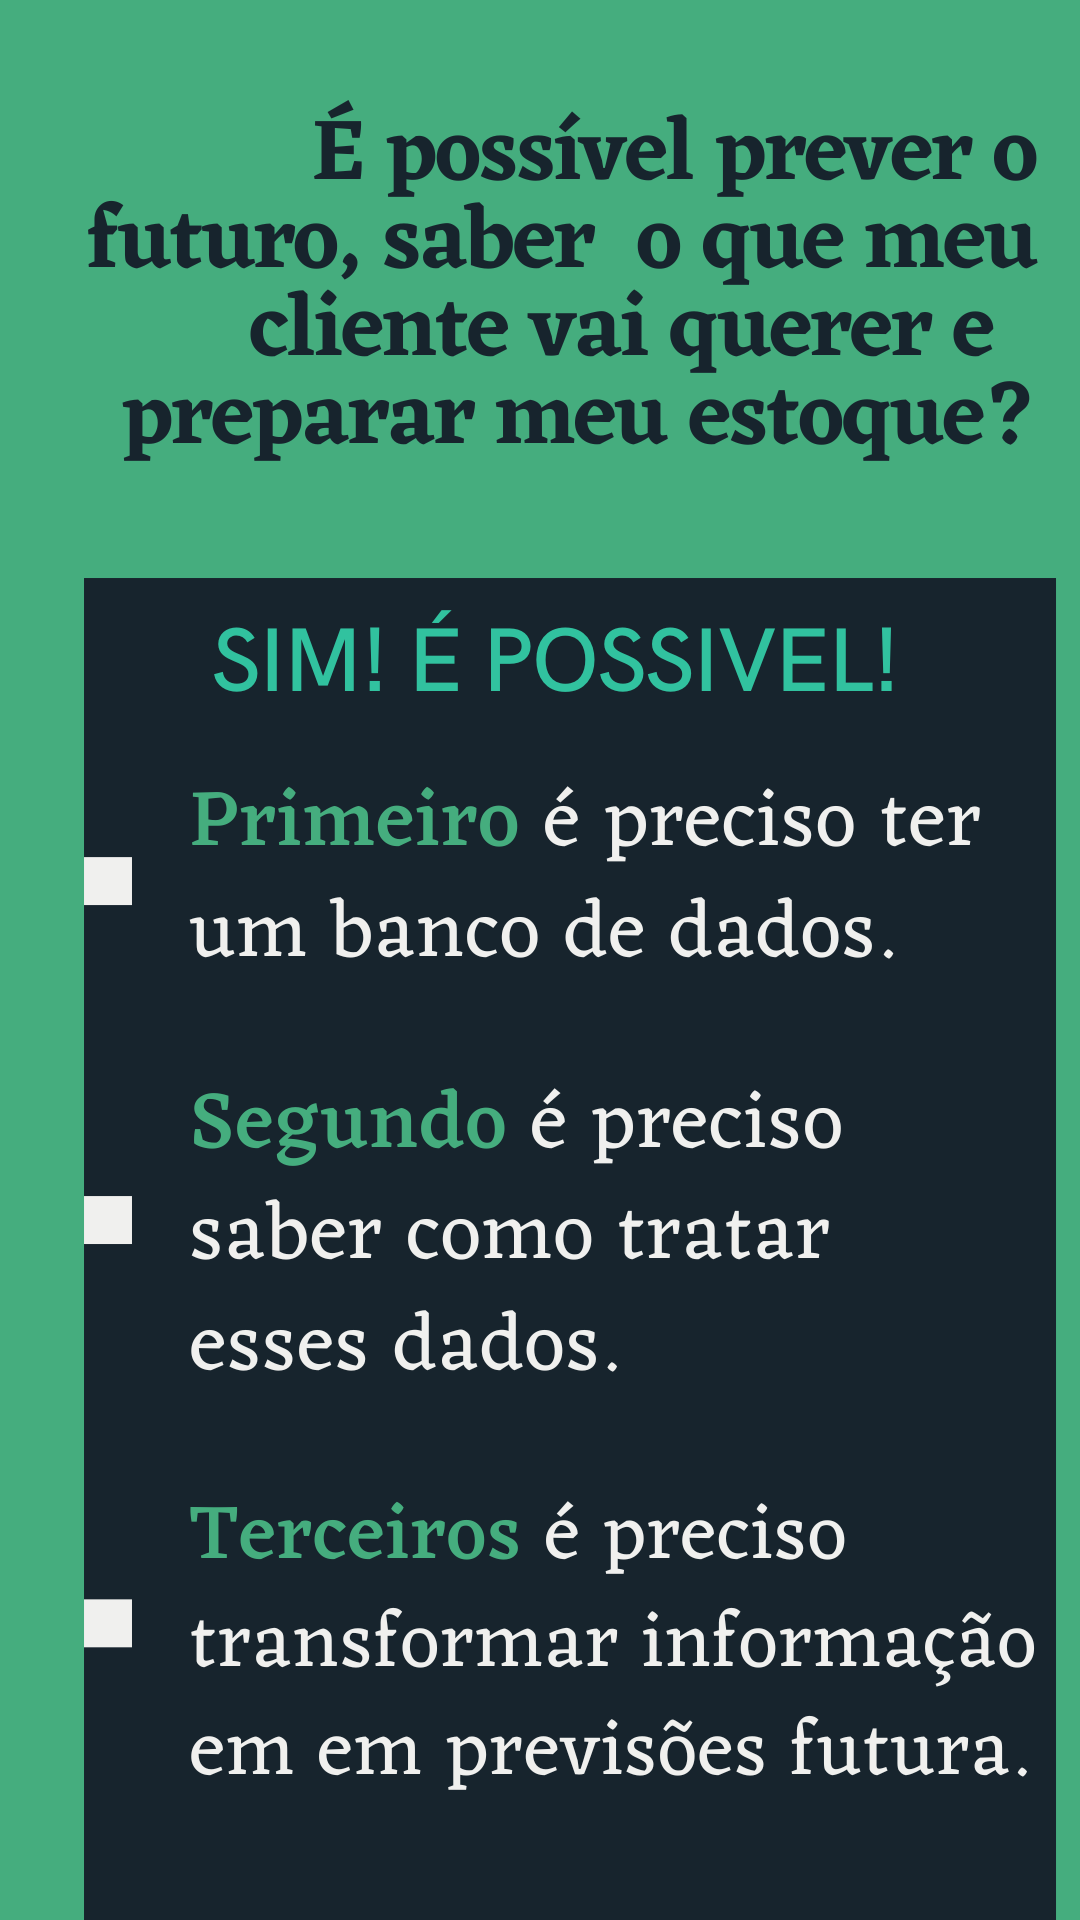 É possível prever o
futuro, saber  o que meu
cliente vai querer e
preparar meu estoque?
SIM! É POSSIVEL!
Primeiro é preciso ter
um banco de dados.
Segundo é preciso
saber como tratar
esses dados.
Terceiros é preciso
transformar informação
em em previsões futura.